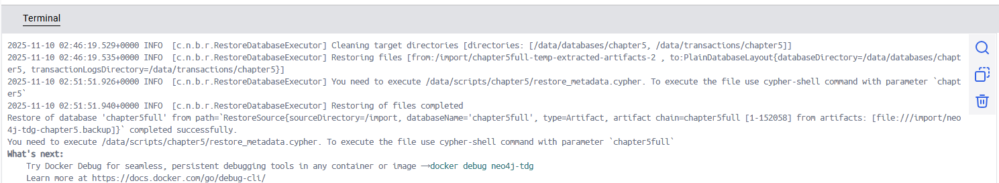 Terminal
2025-11-10 02:46:19.529+0000 INFO  [c.n.b.r.RestoreDatabaseExecutor] Cleaning target directories [directories: [/data/databases/chapter5, /data/transactions/chapter5]]
2025-11-10 02:46:19.535+0000 INFO  [c.n.b.r.RestoreDatabaseExecutor] Restoring files [from:/import/chapter5full-temp-extracted-artifacts-2 , to:PlainDatabaseLayout{databaseDirectory=/data/databases/chapt
er5, transactionLogsDirectory=/data/transactions/chapter5}]
2025-11-10 02:51:51.926+0000 INFO  [c.n.b.r.RestoreDatabaseExecutor] You need to execute /data/scripts/chapter5/restore_metadata.cypher. To execute the file use cypher-shell command with parameter `chapt
er5`
2025-11-10 02:51:51.940+0000 INFO  [c.n.b.r.RestoreDatabaseExecutor] Restoring of files completed
Restore of database 'chapter5full' from path=`RestoreSource{sourceDirectory=/import, databaseName='chapter5full', type=Artifact, artifact chain=chapter5full [1-152058] from artifacts: [file:///import/neo
4j-tdg-chapter5.backup]}` completed successfully.
You need to execute /data/scripts/chapter5/restore_metadata.cypher. To execute the file use cypher-shell command with parameter `chapter5full`
What's next:
    Try Docker Debug for seamless, persistent debugging tools in any container or image →docker debug neo4j-tdg
    Learn more at https://docs.docker.com/go/debug-cli/